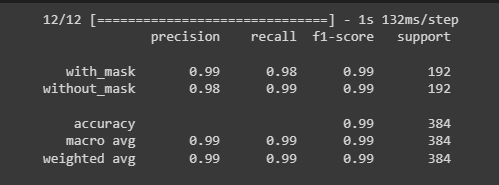 12/12 [==============================] - 1s 132ms/step
precision recall f1-score support
with_mask 0.99 0.98 0.99 192
without_mask 0.98 0.99 0.99 192
accuracy 0.99 384
macro avg 0.99 0.99 0.99 384
weighted avg 0.99 0.99 0.99 384